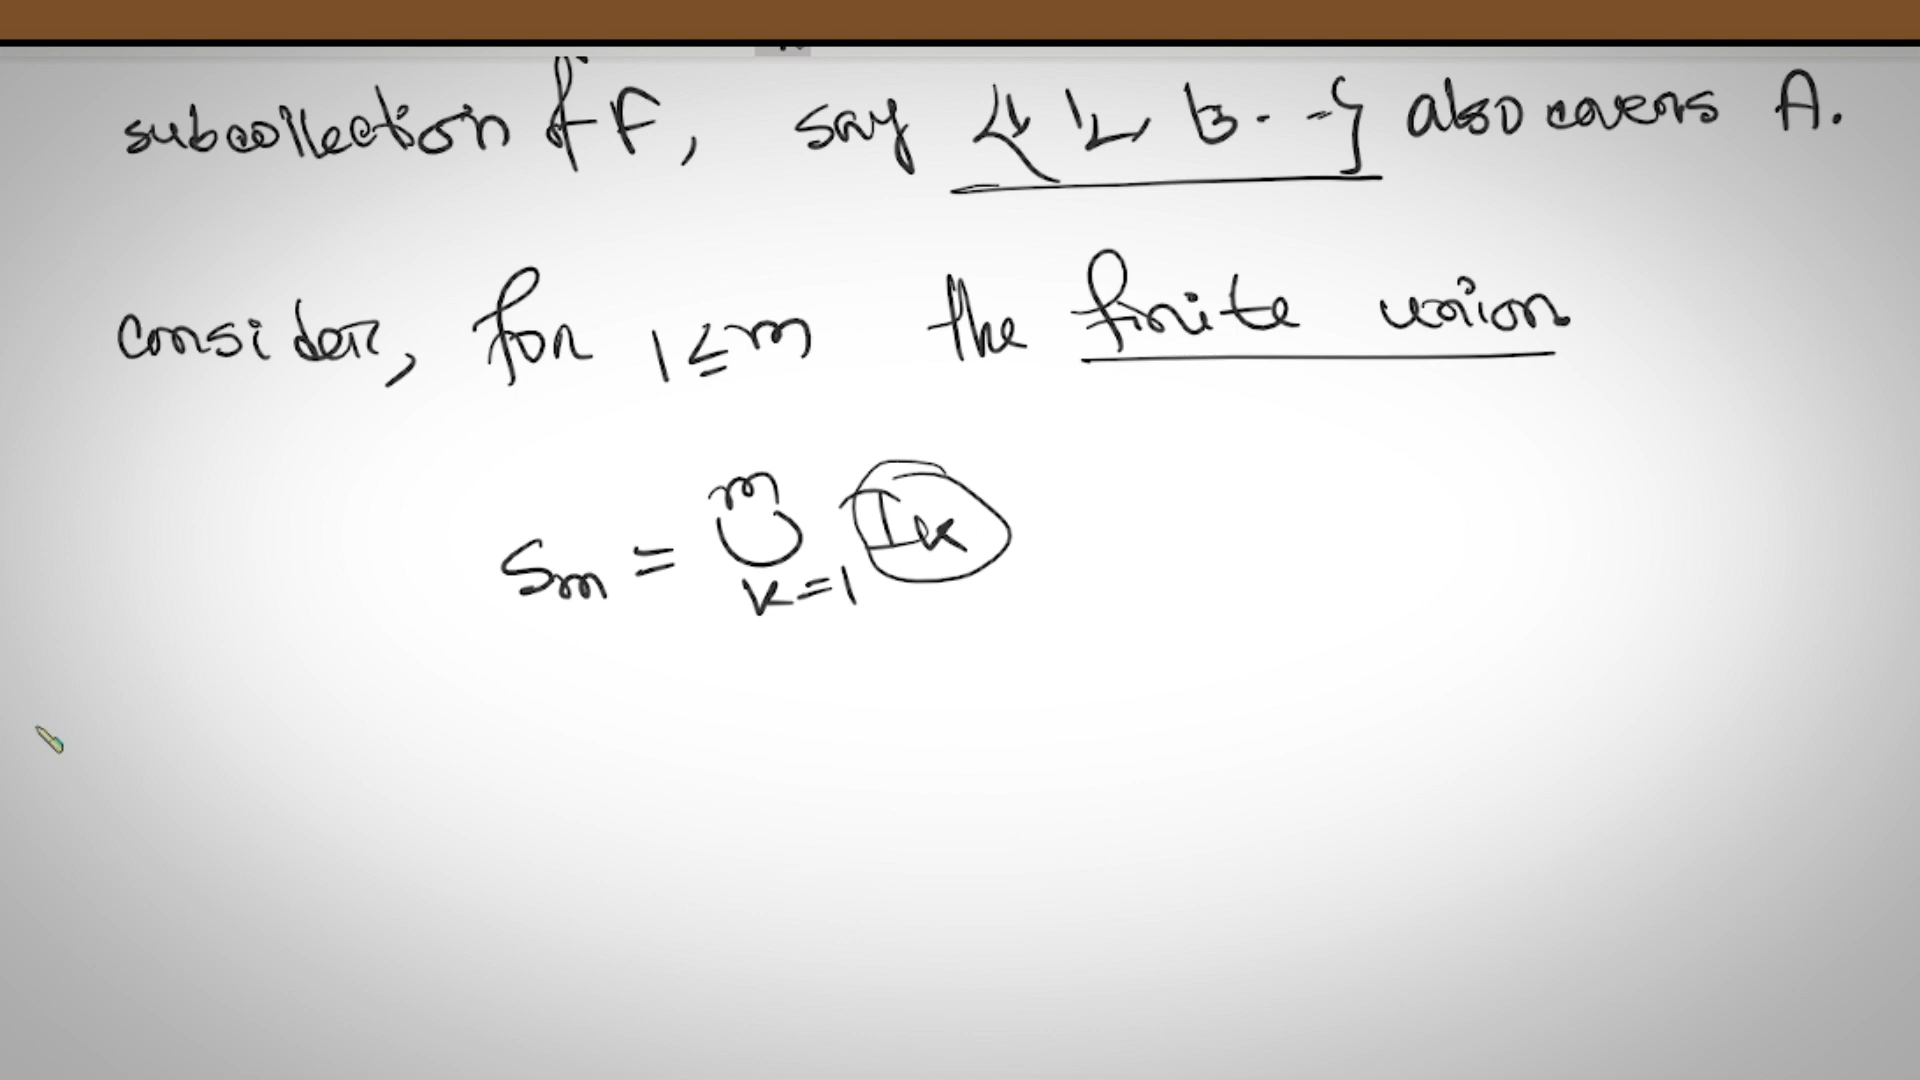 subcollection of F, say {I1 I2 I3 . . } also covers A.
consider, for 1 ≤ m the finite union
Sm = ∪ m k=1 Ik